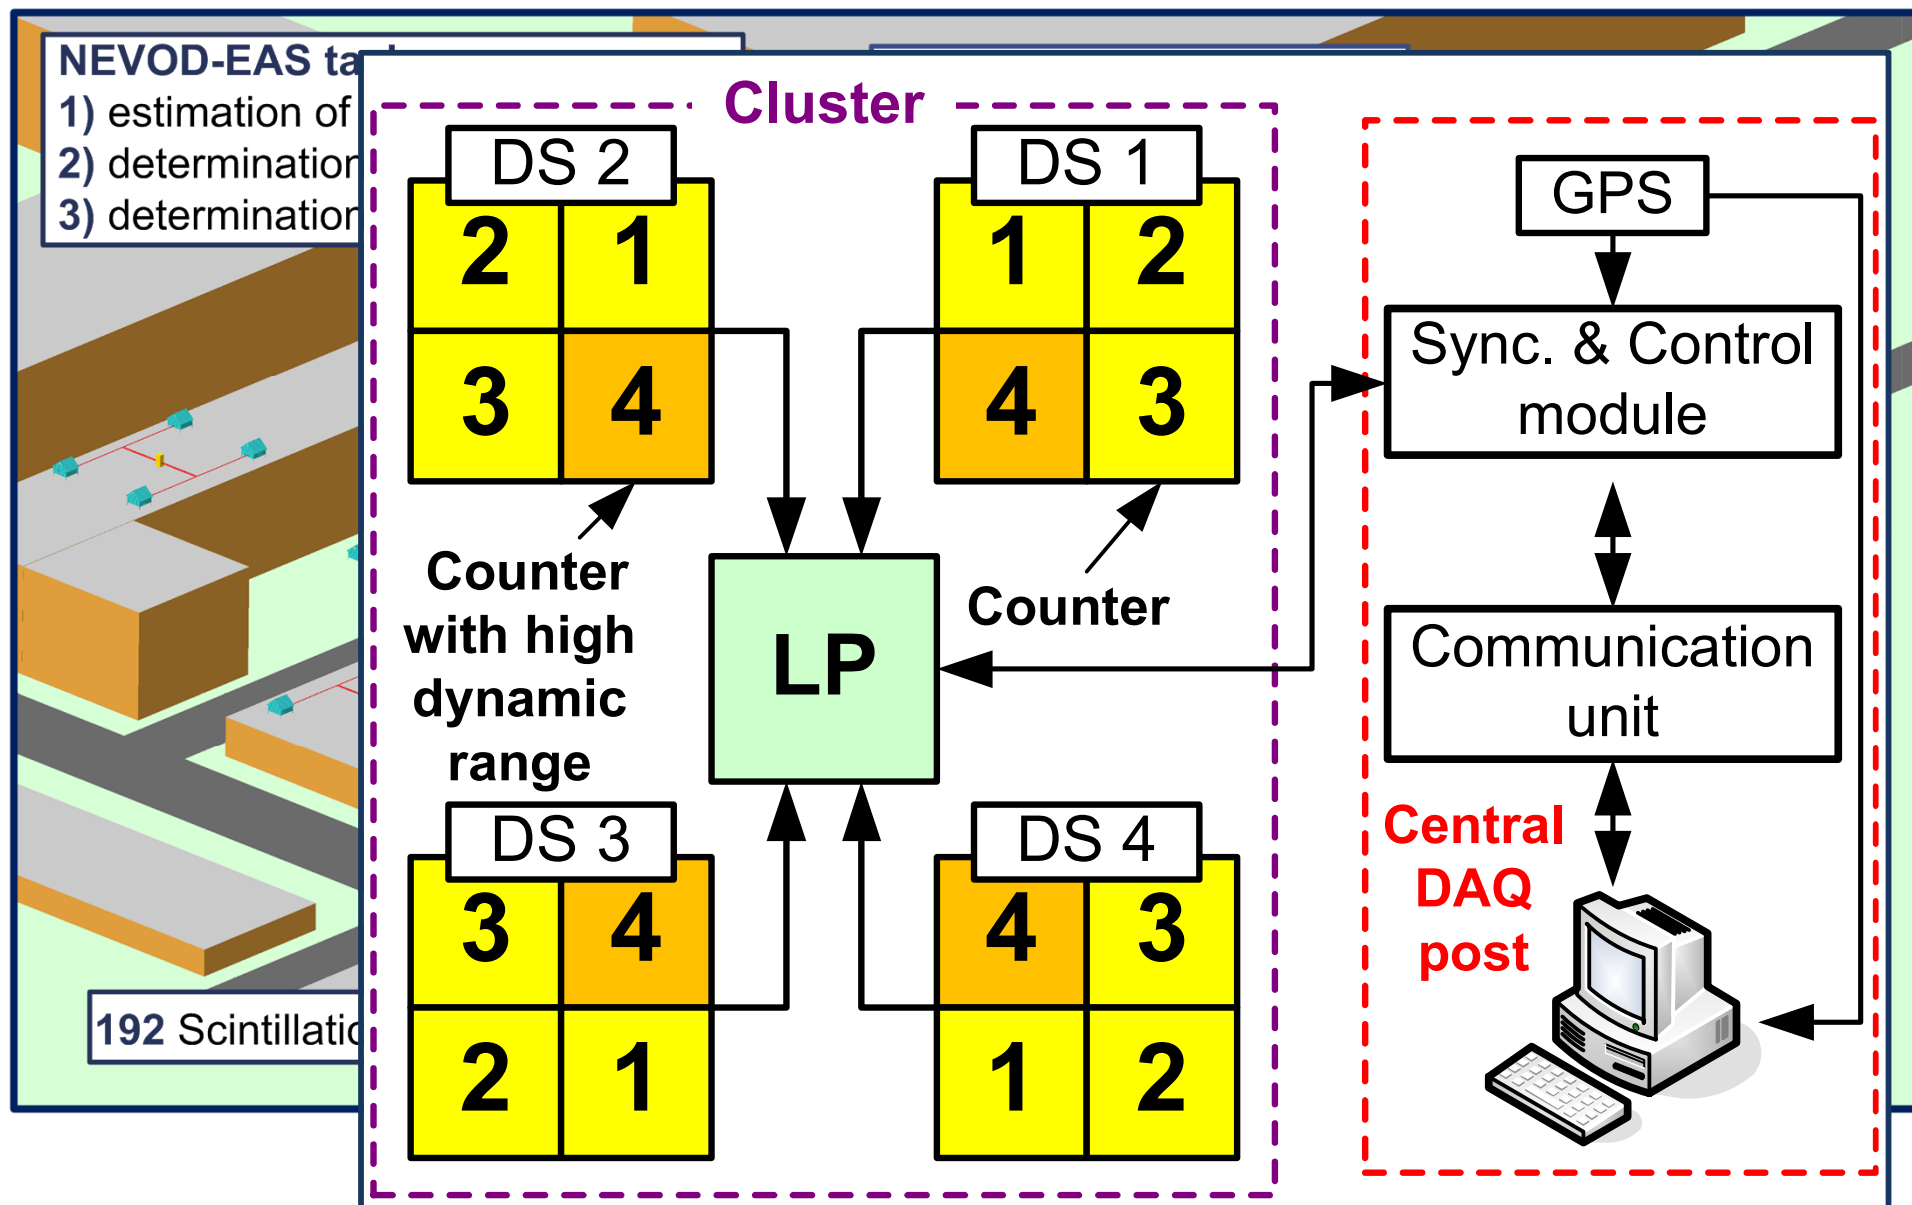 NEVOD-EAS
1) estimation of
2) determination
3) determination
192
Cluster
DS 2
2 1
3 4
DS 1
1 2
4 3
Counter
with high
dynamic
range
Counter
LP
DS 3
3 4
2 1
DS 4
4 3
1 2
GPS
Sync. & Control
module
Communication
unit
Central
DAQ
post